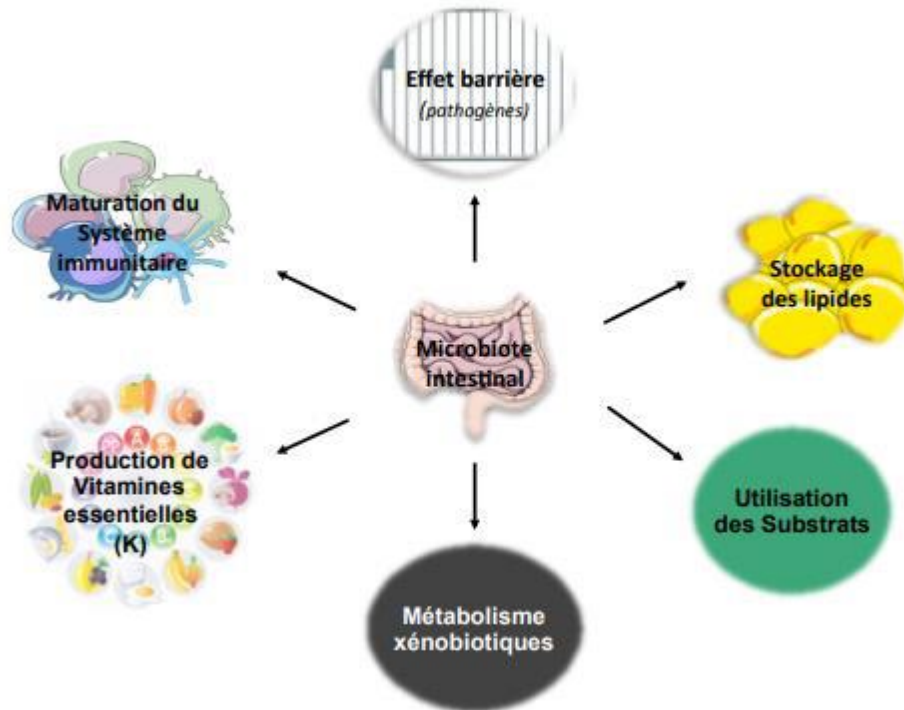 Effet barrière
(pathogènes)
Maturation du
Système
immunitaire
Stockage
des lipides
Microbiote
intestinal
Production de
Vitamines
essentielles
(K)
Utilisation
des Substrats
Métabolisme
xénobiotiques